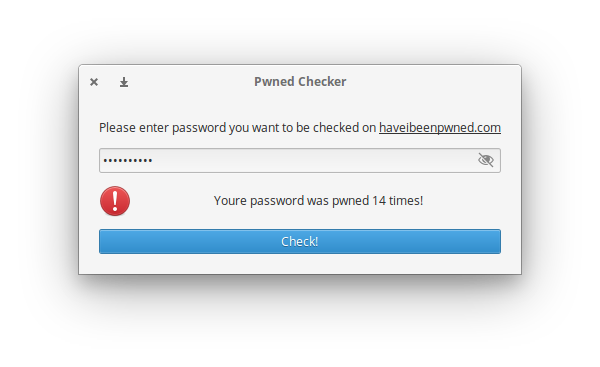 Pwned Checker
Please enter password you want to be checked on haveibeenpwned.com
••••••••••
Youre password was pwned 14 times!
Check!